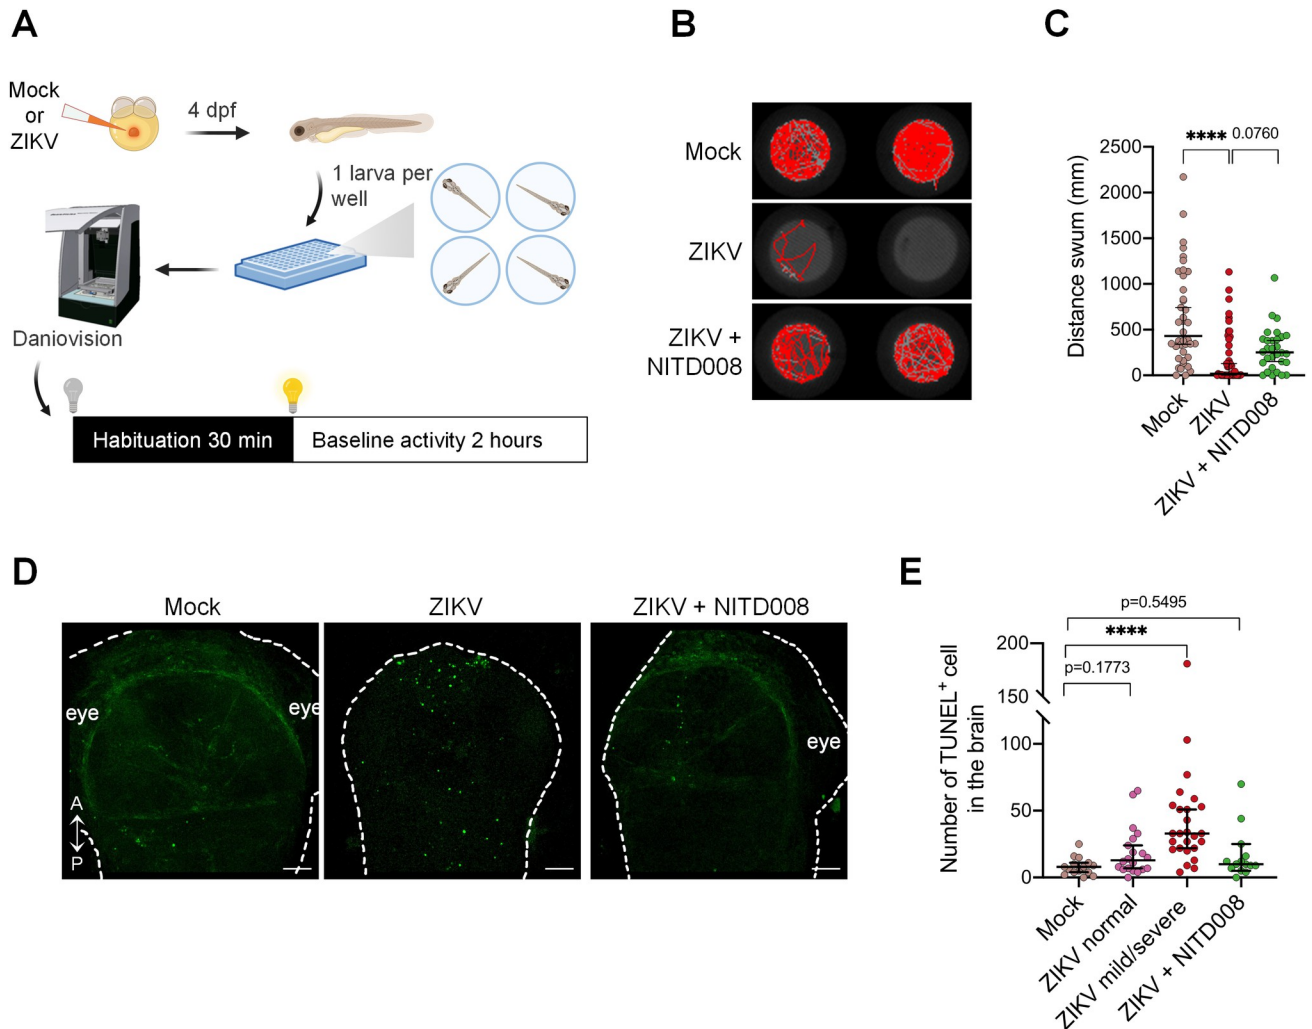 A
Mock
or
ZIKV
4 dpf
1 larva per
well
Daniovision
Habituation 30 min
Baseline activity 2 hours
B
Mock
ZIKV
ZIKV +
NITD008
C
**** 0.0760
Distance swum (mm)
2500
2000
1500
1000
500
0
Mock
ZIKV
ZIKV + NITD008
D
Mock
ZIKV
ZIKV + NITD008
eye
eye
eye
A
P
E
p=0.5495
****
p=0.1773
Number of TUNEL+ cell
in the brain
200
150
100
50
0
Mock
ZIKV normal
ZIKV mild/severe
ZIKV + NITD008